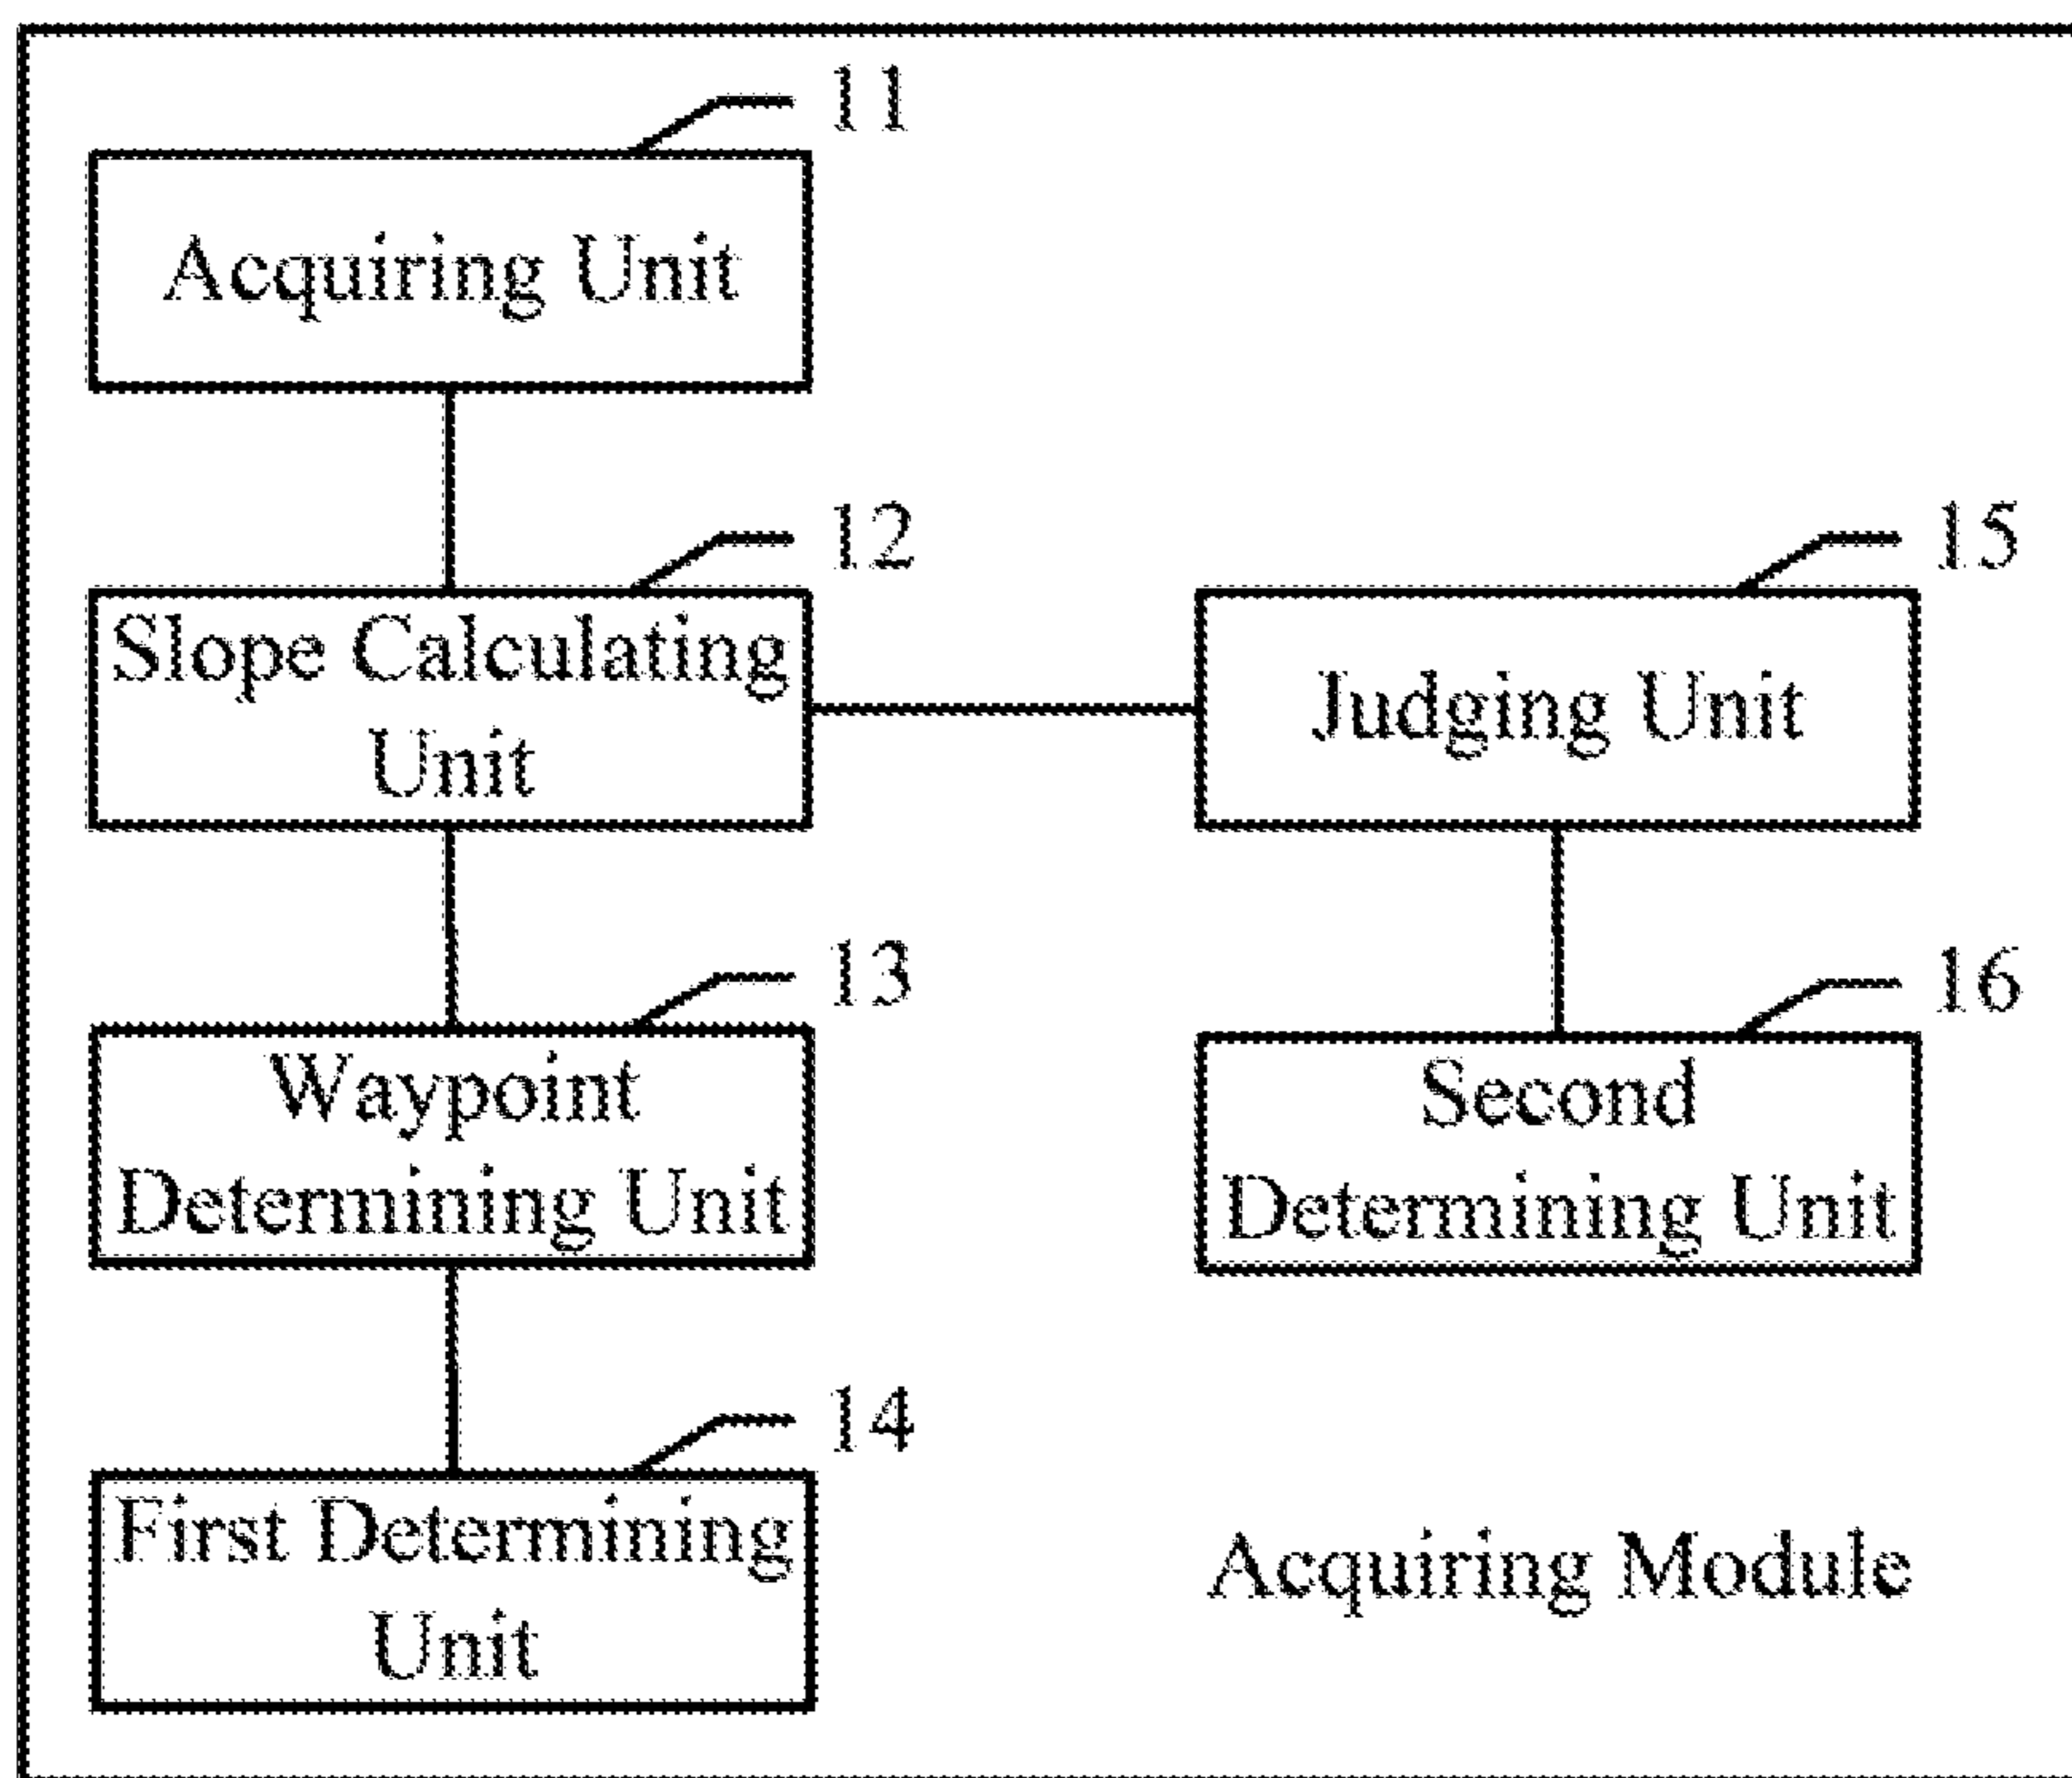 11
Acquiring Unit
12
Slope Calculating
Unit
15
Judging Unit
13
Waypoint
Determining Unit
16
Second
Determining Unit
14
First Determining
Unit
Acquiring Module